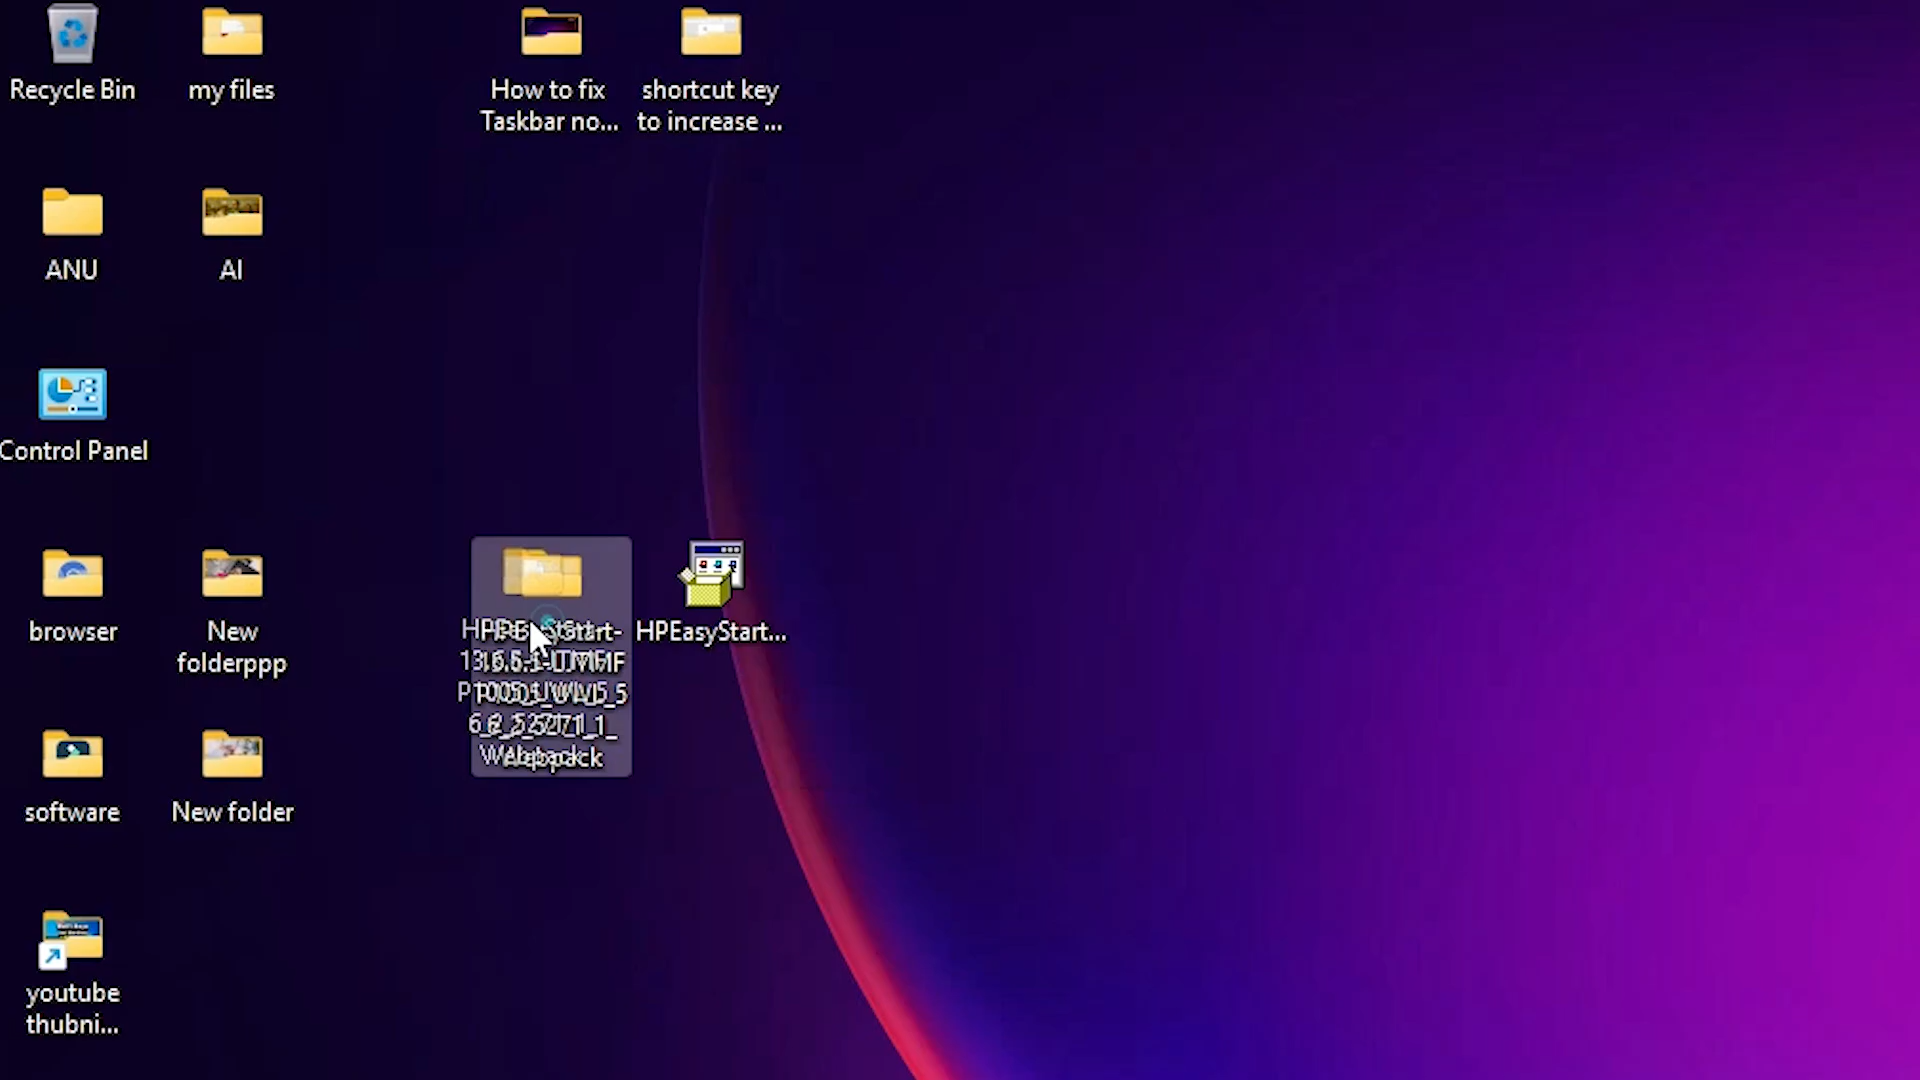 Recycle Bin
my files
How to fix
Taskbar no...
shortcut key
to increase ...
ANU
AI
Control Panel
browser
New
folderppp
HPEasyStart...
software
New folder
youtube
thubni...